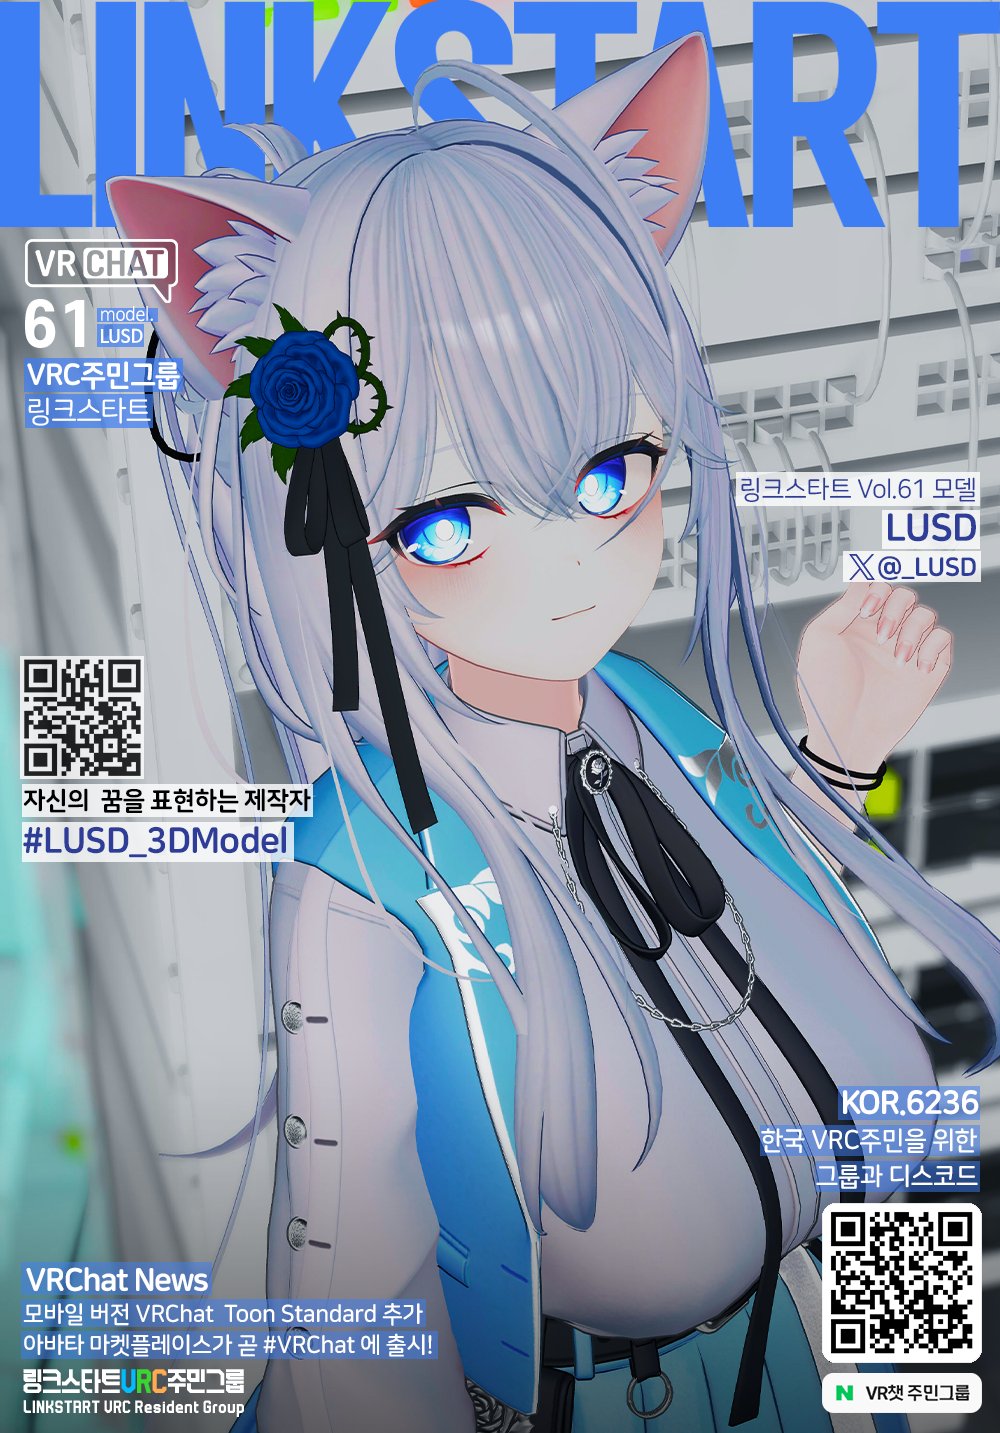 LINKSTART
VR CHAT
61 model.
LUSD
VRC주민그룹
링크스타트
링크스타트 Vol.61 모델
LUSD
𝕏@_LUSD
자신의 꿈을 표현하는 제작자
#LUSD_3DModel
KOR.6236
한국 VRC주민을 위한
그룹과 디스코드
VRChat News
모바일 버전 VRChat Toon Standard 추가
아바타 마켓플레이스가 곧 #VRChat 에 출시!
링크스타트VRC주민그룹
LINKSTART VRC Resident Group
N VR챗 주민그룹